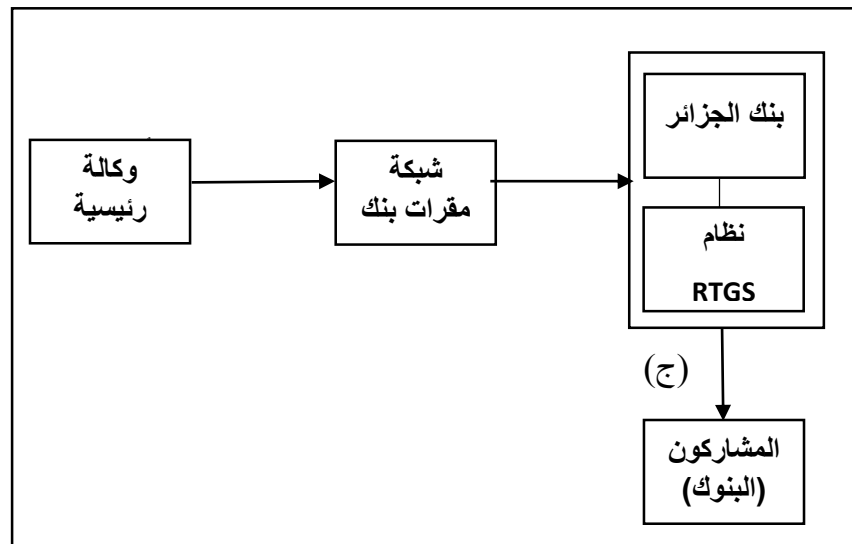 بنك الجزائر
نظام
RTGS
شبكة
مقرات بنك
وكالة
رئيسية
(ج)
المشاركون
(البنوك)